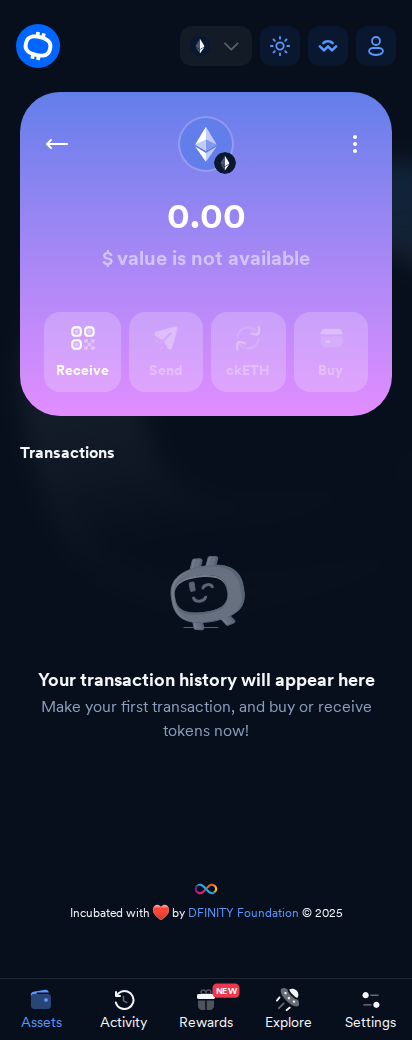 0.00
$ value is not available
Receive
Send
ckETH
Buy
Transactions
Your transaction history will appear here
Make your first transaction, and buy or receive
tokens now!
Incubated with ❤️ by DFINITY Foundation © 2025
NEW
Assets
Activity
Rewards
Explore
Settings